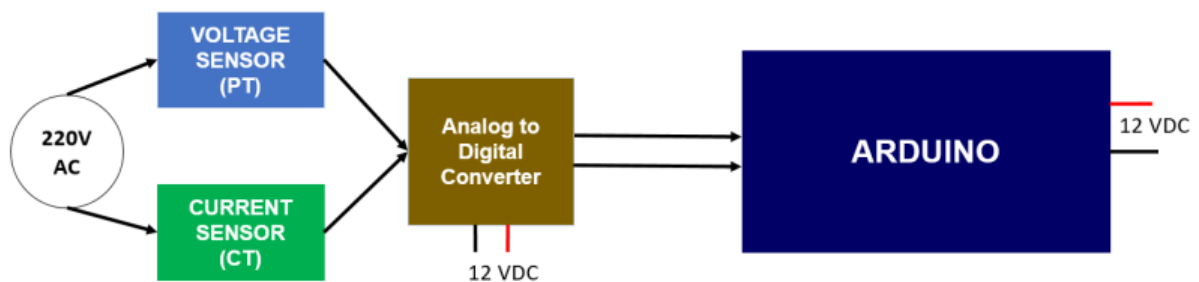 220V
AC
VOLTAGE
SENSOR
(PT)
CURRENT
SENSOR
(CT)
Analog to
Digital
Converter
12 VDC
ARDUINO
12 VDC